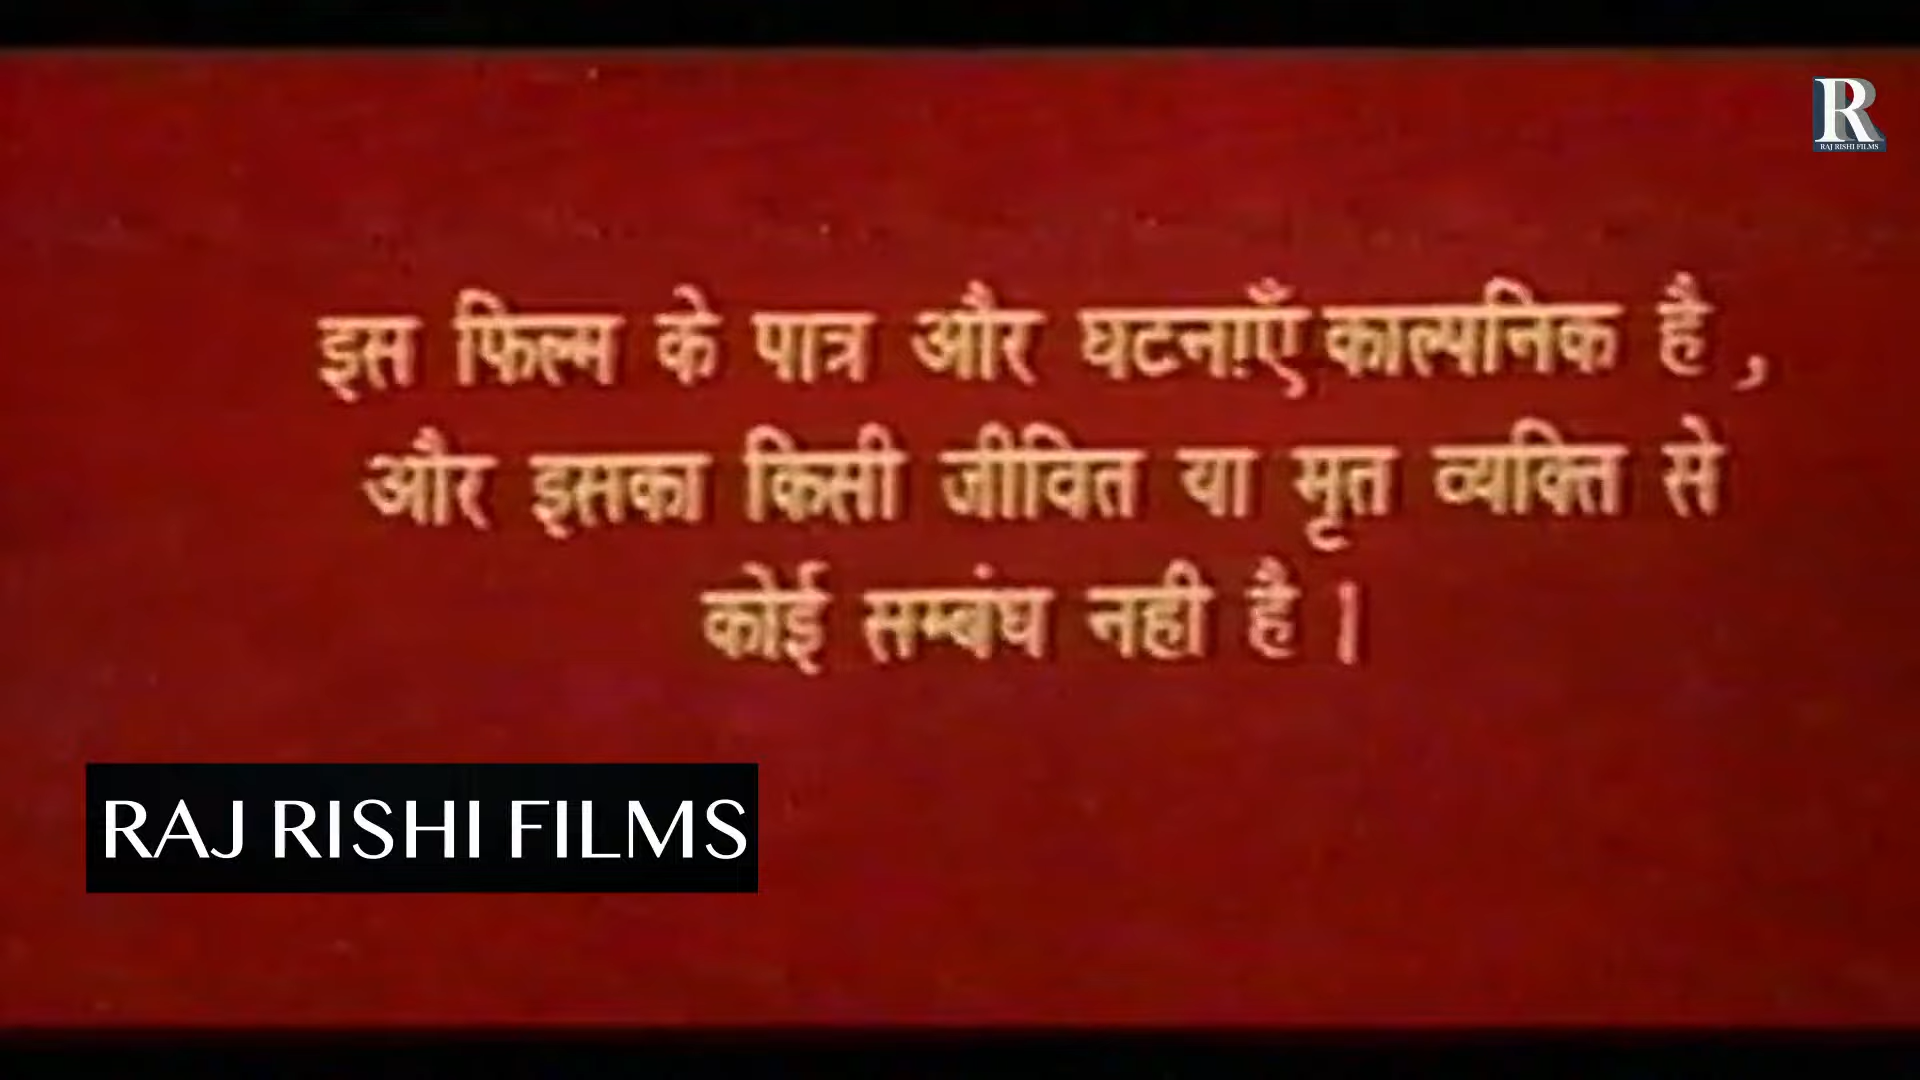 R
RAJ RISHI FILMS
इस फिल्म के पात्र और घटनाएँ काल्पनिक है ,
और इसका किसी जीवित या मृत व्यक्ति से
कोई सम्बंध नही है ।
RAJ RISHI FILMS